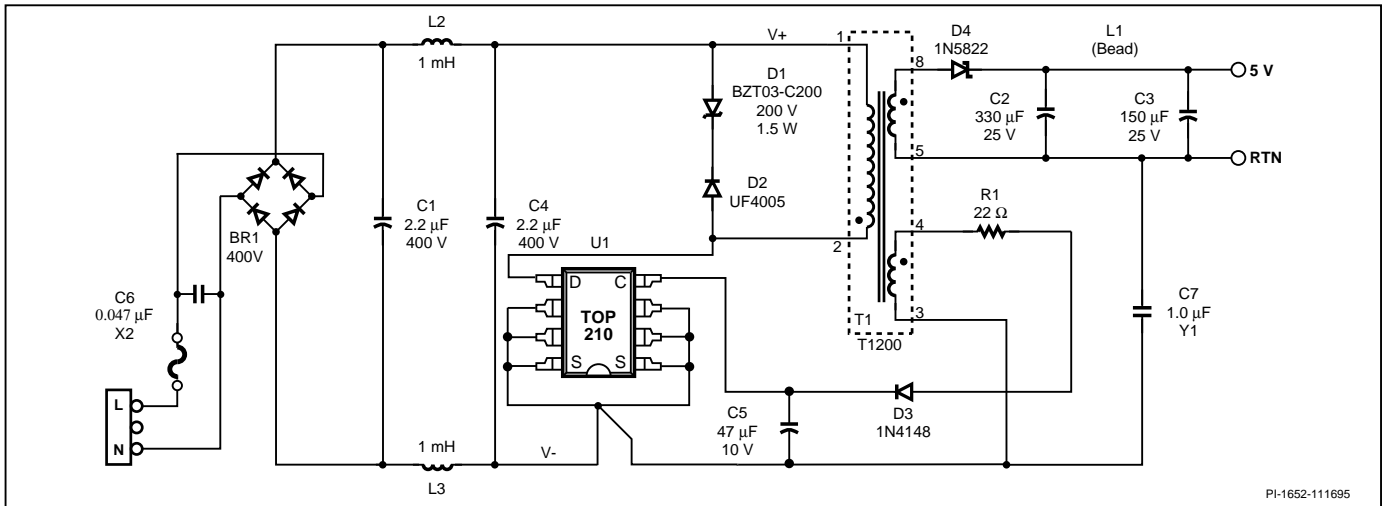 L2
1 mH
V+
D1
BZT03-C200
200 V
1.5 W
D2
UF4005
1
2
T1
T1200
8
5
4
3
D4
1N5822
L1
(Bead)
C2
330 µF
25 V
C3
150 µF
25 V
5 V
RTN
R1
22 Ω
C7
1.0 µF
Y1
BR1
400V
C1
2.2 µF
400 V
C4
2.2 µF
400 V
U1
D
C
TOP
210
S
S
C6
0.047 µF
X2
L
N
1 mH
L3
V-
C5
47 µF
10 V
D3
1N4148
PI-1652-111695